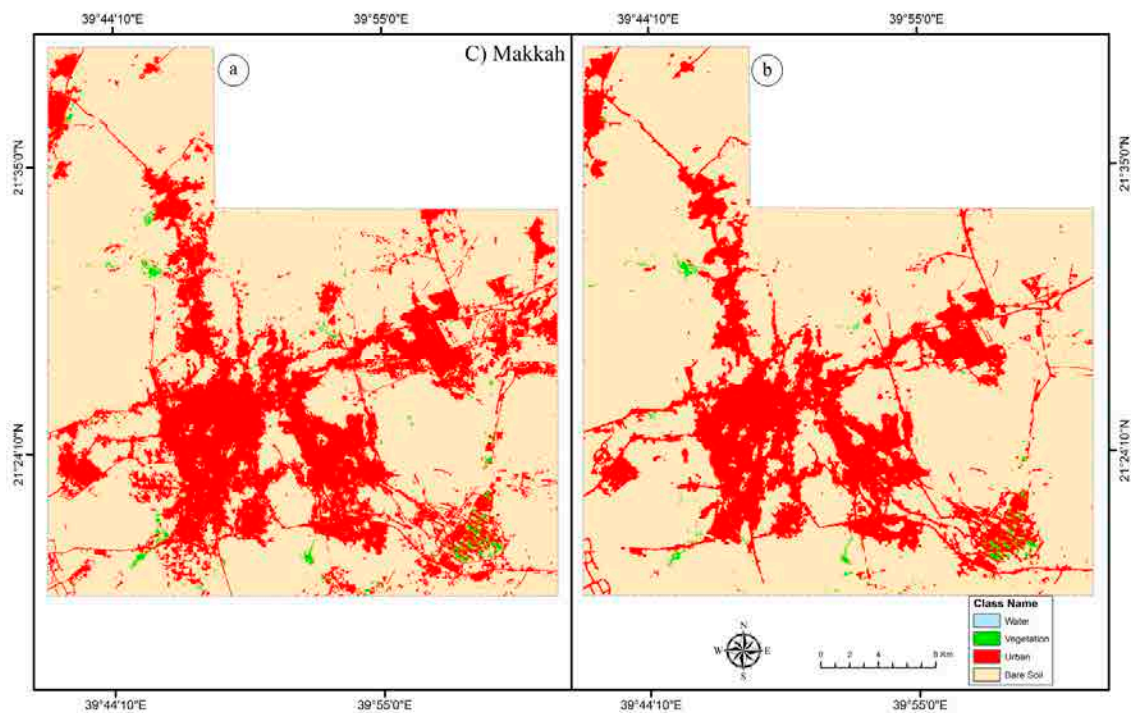 39°44'10"E 39°55'0"E 39°44'10"E 39°55'0"E
C) Makkah
a
b
21°35'0"N
21°35'0"N
21°24'10"N
21°24'10"N
Class Name
Water
Vegetation
Urban
Bare Soil
N
W E
S
0 2 4 8 Km
39°44'10"E 39°55'0"E 39°44'10"E 39°55'0"E